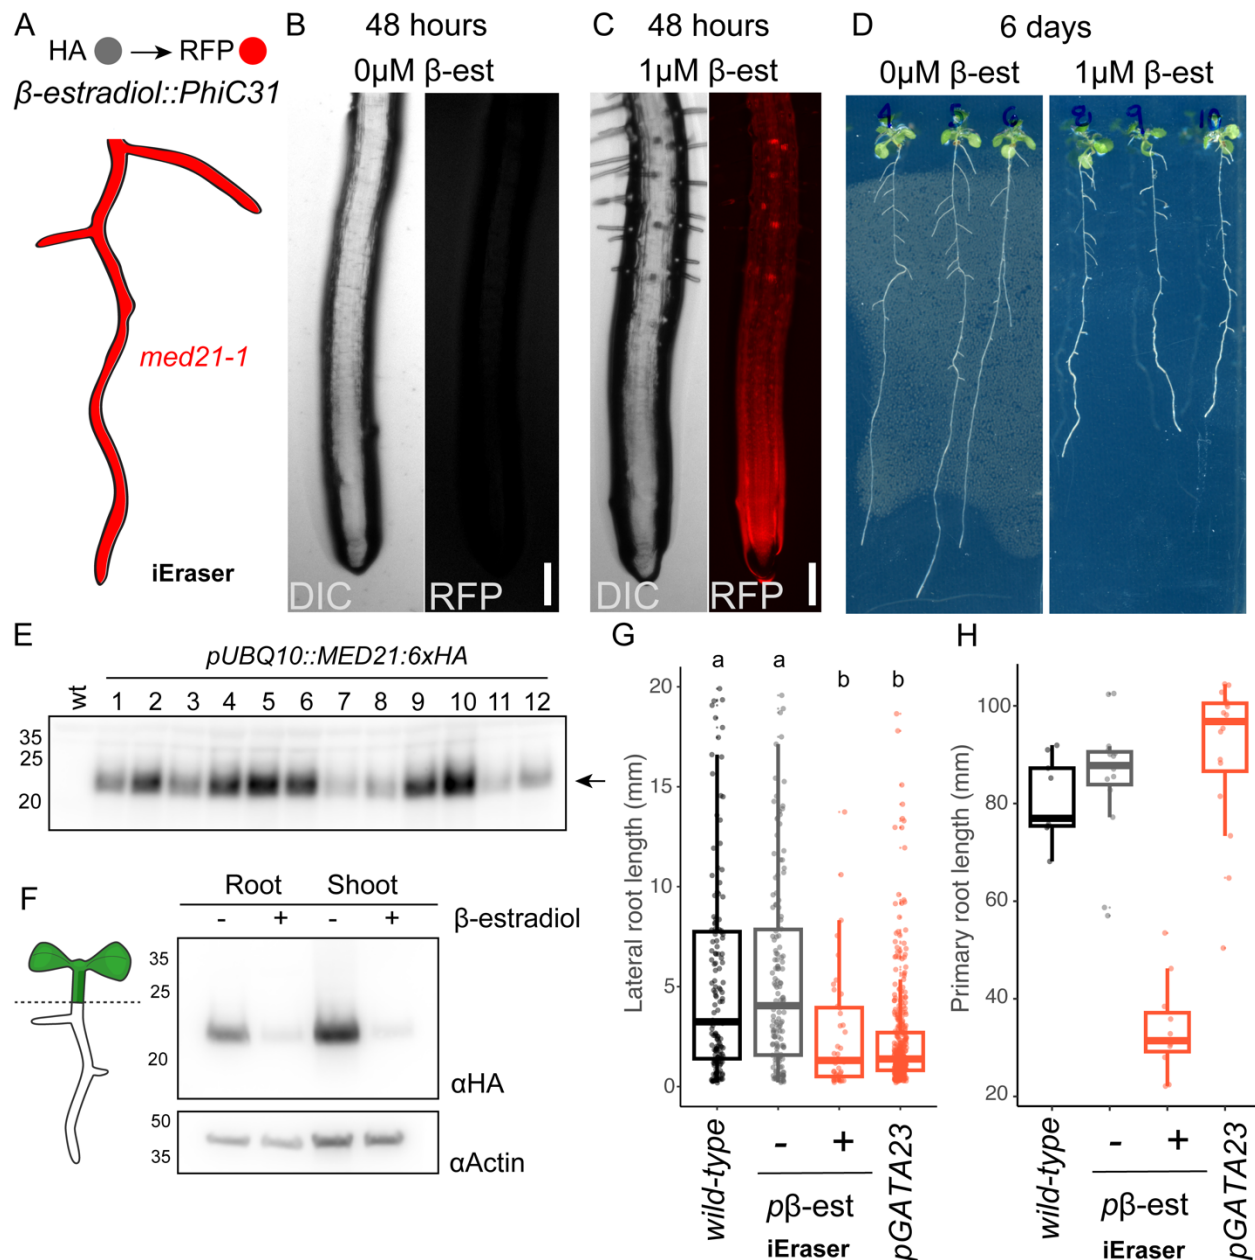 A
HA → RFP
β-estradiol::PhiC31
med21-1
iEraser
B
48 hours
0μM β-est
DIC
RFP
C
48 hours
1μM β-est
DIC
RFP
D
6 days
0μM β-est
1μM β-est
4
5
6
8
9
10
E
pUBQ10::MED21:6xHA
wt 1 2 3 4 5 6 7 8 9 10 11 12
35
25
20
F
Root Shoot
- + - + β-estradiol
35
25
20
αHA
50
35
αActin
G
a a b b
Lateral root length (mm)
20
15
10
5
0
wild-type
- +
pβ-est
iEraser
pGATA23
H
Primary root length (mm)
100
80
60
40
20
wild-type
- +
pβ-est
iEraser
pGATA23